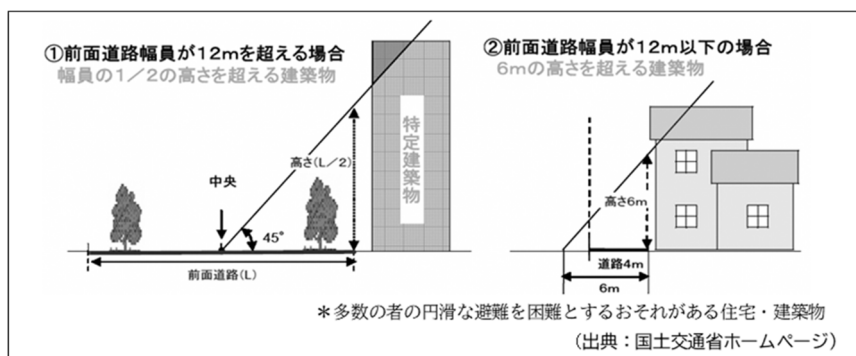 ①前面道路幅員が12mを超える場合
幅員の1/2の高さを超える建築物
特定建築物
高さ(L/2)
中央
45°
前面道路(L)
②前面道路幅員が12m以下の場合
6mの高さを超える建築物
高さ6m
道路4m
6m
＊多数の者の円滑な避難を困難とするおそれがある住宅・建築物
(出典：国土交通省ホームページ)